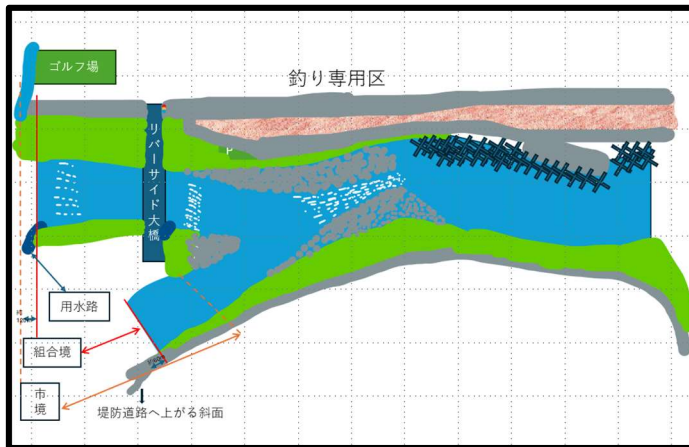 ゴルフ場
釣り専用区
リバーサイド大橋
P
用水路
組合境
市
境
堤防道路へ上がる斜面